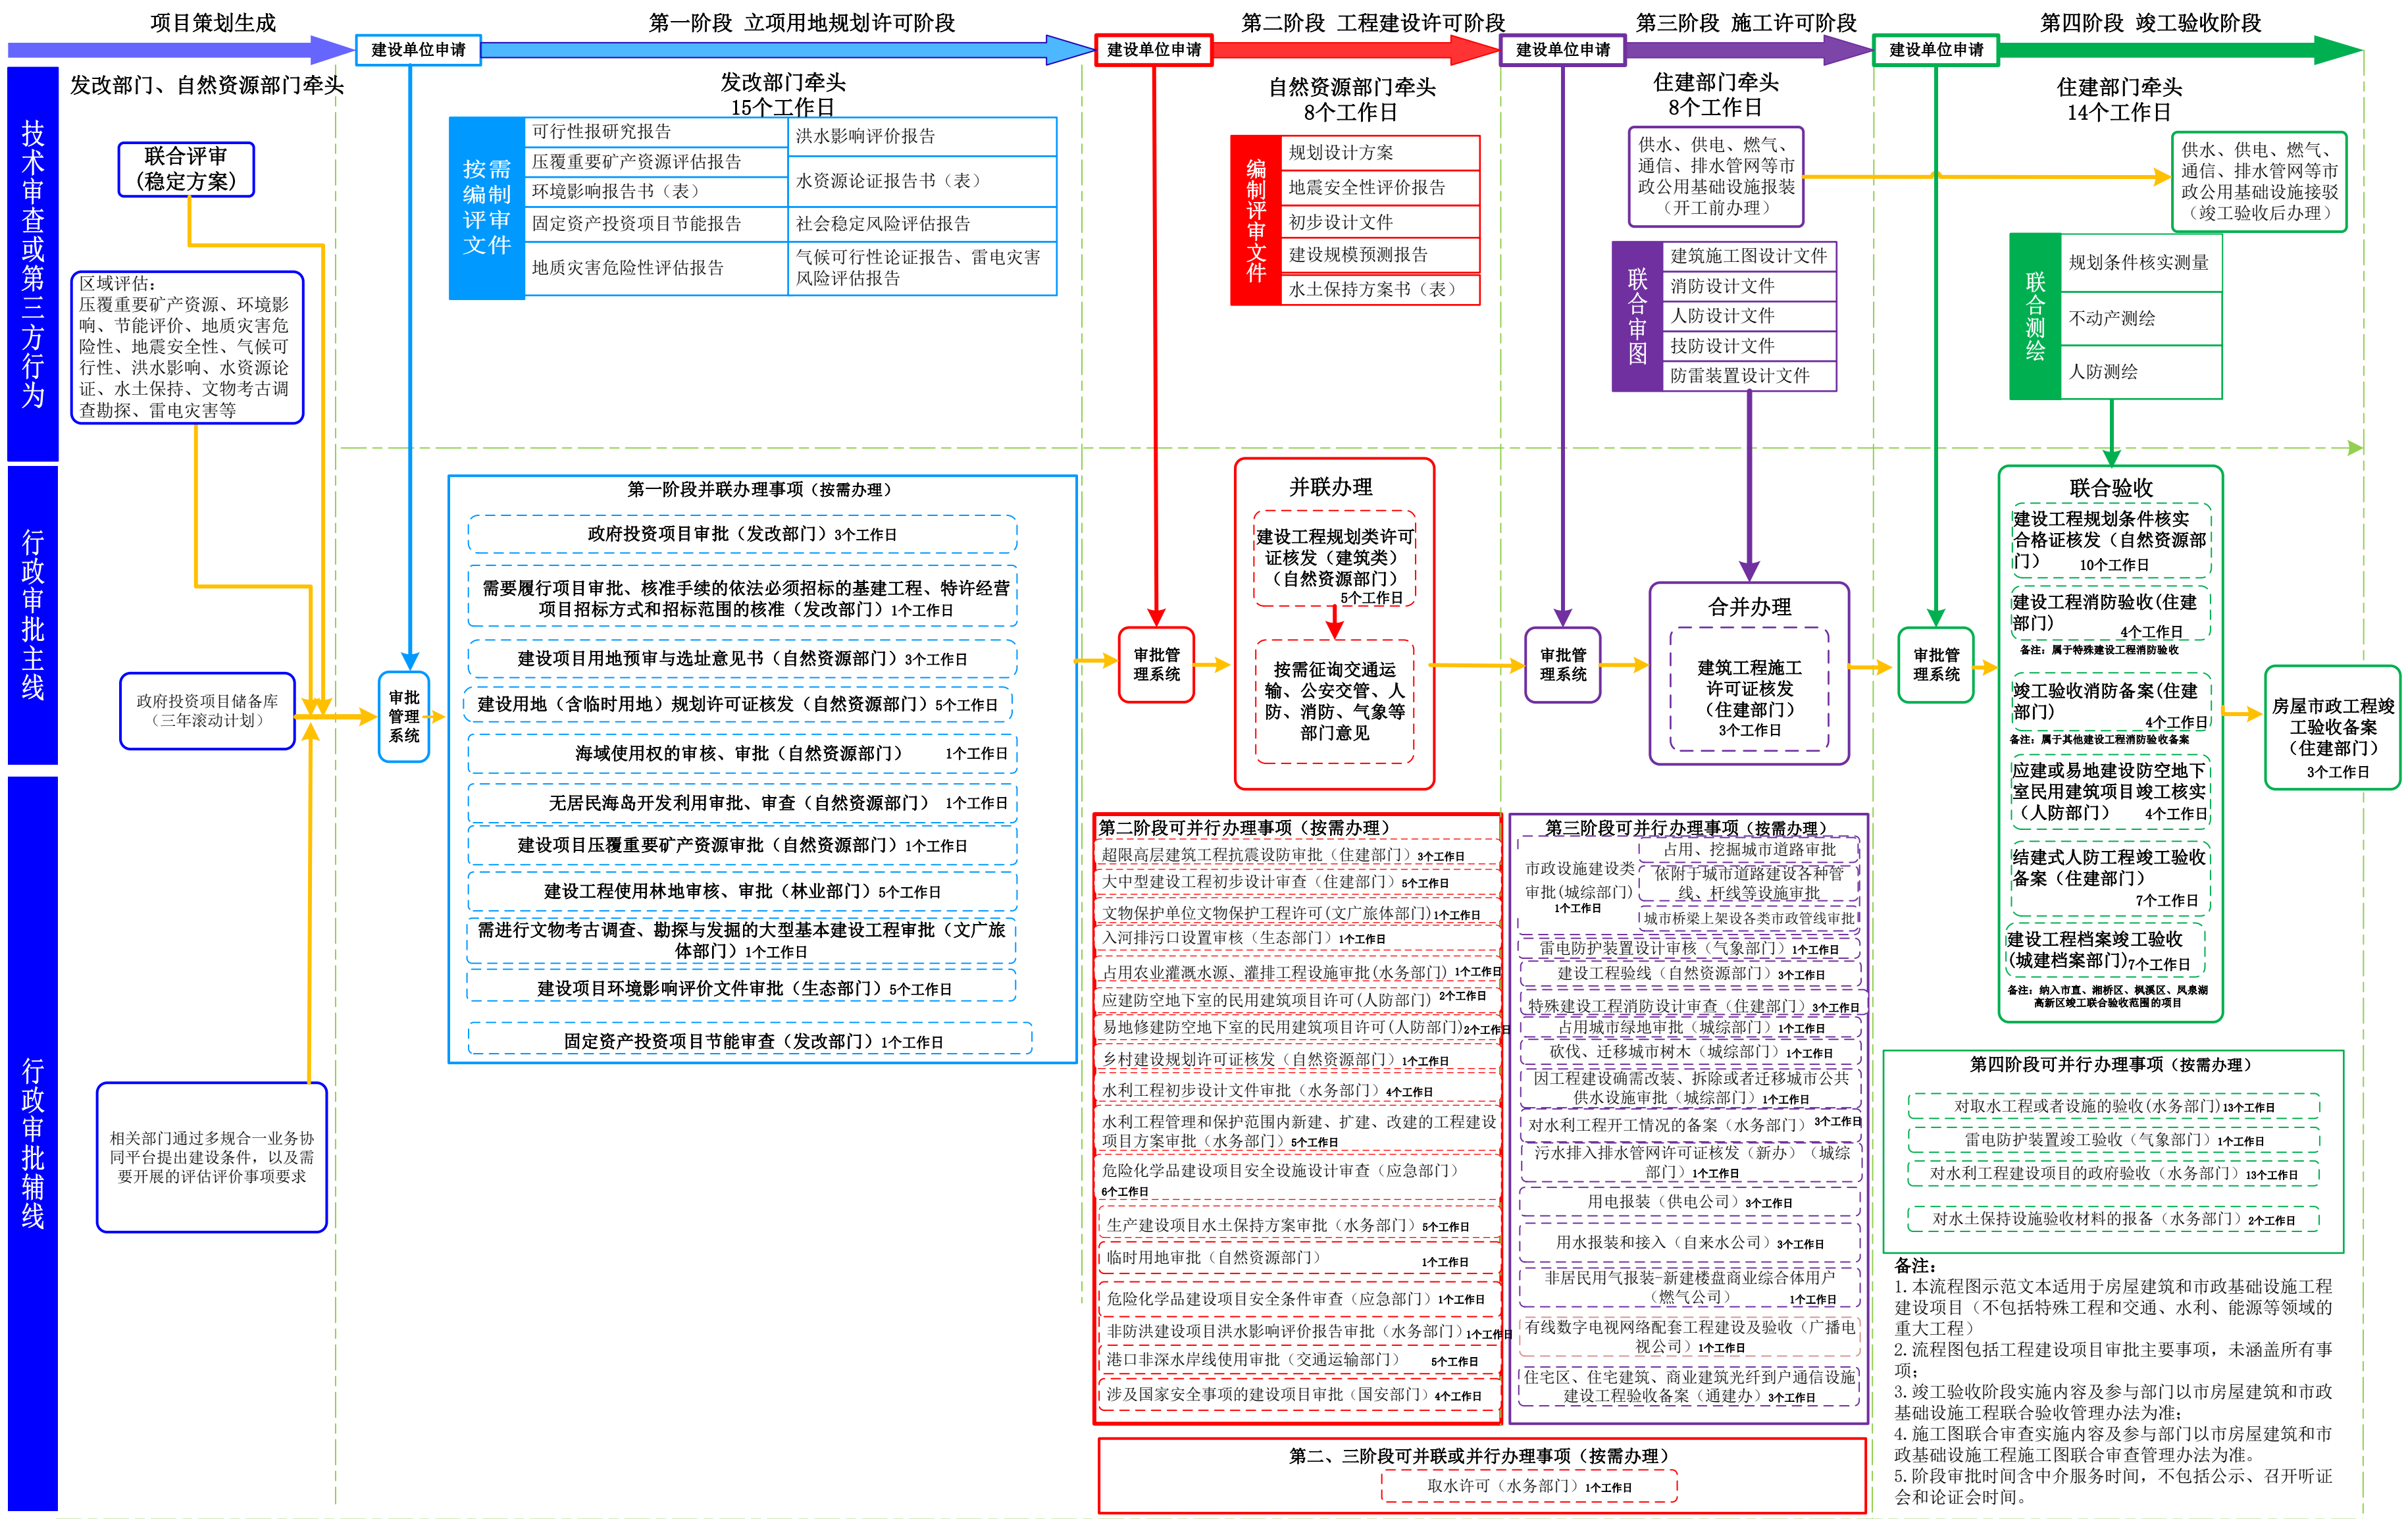 项目策划生成
第一阶段 立项用地规划许可阶段
第二阶段 工程建设许可阶段
第三阶段 施工许可阶段
第四阶段 竣工验收阶段
建设单位申请
建设单位申请
建设单位申请
建设单位申请
技术审查或第三方行为
行政审批主线
行政审批辅线
发改部门、自然资源部门牵头
联合评审
(稳定方案)
区域评估：
压覆重要矿产资源、环境影
响、节能评价、地质灾害危
险性、地震安全性、气候可
行性、洪水影响、水资源论
证、水土保持、文物考古调
查勘探、雷电灾害等
政府投资项目储备库
（三年滚动计划）
相关部门通过多规合一业务协
同平台提出建设条件，以及需
要开展的评估评价事项要求
发改部门牵头
15个工作日
按需
编制
评审
文件
可行性报研究报告
压覆重要矿产资源评估报告
环境影响报告书（表）
固定资产投资项目节能报告
地质灾害危险性评估报告
洪水影响评价报告
水资源论证报告书（表）
社会稳定风险评估报告
气候可行性论证报告、雷电灾害
风险评估报告
审批
管理
系统
第一阶段并联办理事项（按需办理）
政府投资项目审批（发改部门）3个工作日
需要履行项目审批、核准手续的依法必须招标的基建工程、特许经营
项目招标方式和招标范围的核准（发改部门）1个工作日
建设项目用地预审与选址意见书（自然资源部门）3个工作日
建设用地（含临时用地）规划许可证核发（自然资源部门）5个工作日
海域使用权的审核、审批（自然资源部门） 1个工作日
无居民海岛开发利用审批、审查（自然资源部门） 1个工作日
建设项目压覆重要矿产资源审批（自然资源部门）1个工作日
建设工程使用林地审核、审批（林业部门）5个工作日
需进行文物考古调查、勘探与发掘的大型基本建设工程审批（文广旅
体部门）1个工作日
建设项目环境影响评价文件审批（生态部门）5个工作日
固定资产投资项目节能审查（发改部门）1个工作日
自然资源部门牵头
8个工作日
编制评审文件
规划设计方案
地震安全性评价报告
初步设计文件
建设规模预测报告
水土保持方案书（表）
审批管
理系统
并联办理
建设工程规划类许可
证核发（建筑类）
（自然资源部门）
5个工作日
按需征询交通运
输、公安交管、人
防、消防、气象等
部门意见
第二阶段可并行办理事项（按需办理）
超限高层建筑工程抗震设防审批（住建部门）3个工作日
大中型建设工程初步设计审查（住建部门）5个工作日
文物保护单位文物保护工程许可(文广旅体部门)1个工作日
入河排污口设置审核（生态部门）1个工作日
占用农业灌溉水源、灌排工程设施审批(水务部门) 1个工作日
应建防空地下室的民用建筑项目许可(人防部门) 2个工作日
易地修建防空地下室的民用建筑项目许可(人防部门)2个工作日
乡村建设规划许可证核发（自然资源部门）1个工作日
水利工程初步设计文件审批（水务部门）4个工作日
水利工程管理和保护范围内新建、扩建、改建的工程建设
项目方案审批（水务部门）5个工作日
危险化学品建设项目安全设施设计审查（应急部门）
6个工作日
生产建设项目水土保持方案审批（水务部门）5个工作日
临时用地审批（自然资源部门） 1个工作日
危险化学品建设项目安全条件审查（应急部门）1个工作日
非防洪建设项目洪水影响评价报告审批（水务部门）1个工作日
港口非深水岸线使用审批（交通运输部门） 5个工作日
涉及国家安全事项的建设项目审批（国安部门）4个工作日
第二、三阶段可并联或并行办理事项（按需办理）
取水许可（水务部门）1个工作日
住建部门牵头
8个工作日
供水、供电、燃气、
通信、排水管网等市
政公用基础设施报装
（开工前办理）
联合审图
建筑施工图设计文件
消防设计文件
人防设计文件
技防设计文件
防雷装置设计文件
审批管
理系统
合并办理
建筑工程施工
许可证核发
（住建部门）
3个工作日
第三阶段可并行办理事项（按需办理）
市政设施建设类
审批(城综部门)
1个工作日
占用、挖掘城市道路审批
依附于城市道路建设各种管
线、杆线等设施审批
城市桥梁上架设各类市政管线审批
雷电防护装置设计审核（气象部门）1个工作日
建设工程验线（自然资源部门）3个工作日
特殊建设工程消防设计审查（住建部门）3个工作日
占用城市绿地审批（城综部门）1个工作日
砍伐、迁移城市树木（城综部门）1个工作日
因工程建设确需改装、拆除或者迁移城市公共
供水设施审批（城综部门）1个工作日
对水利工程开工情况的备案（水务部门）3个工作日
污水排入排水管网许可证核发（新办）（城综
部门）1个工作日
用电报装（供电公司）3个工作日
用水报装和接入（自来水公司）3个工作日
非居民用气报装—新建楼盘商业综合体用户
（燃气公司） 1个工作日
有线数字电视网络配套工程建设及验收（广播电
视公司）1个工作日
住宅区、住宅建筑、商业建筑光纤到户通信设施
建设工程验收备案（通建办）3个工作日
住建部门牵头
14个工作日
供水、供电、燃气、
通信、排水管网等市
政公用基础设施接驳
（竣工验收后办理）
联合测绘
规划条件核实测量
不动产测绘
人防测绘
审批管
理系统
联合验收
建设工程规划条件核实
合格证核发（自然资源部
门） 10个工作日
建设工程消防验收(住建
部门) 4个工作日
备注：属于特殊建设工程消防验收
竣工验收消防备案(住建
部门) 4个工作日
备注：属于其他建设工程消防验收备案
应建或易地建设防空地下
室民用建筑项目竣工核实
（人防部门） 4个工作日
结建式人防工程竣工验收
备案（住建部门）
7个工作日
建设工程档案竣工验收
(城建档案部门)7个工作日
备注：纳入市直、湘桥区、枫溪区、凤泉湖
高新区竣工联合验收范围的项目
房屋市政工程竣
工验收备案
（住建部门）
3个工作日
第四阶段可并行办理事项（按需办理）
对取水工程或者设施的验收(水务部门)13个工作日
雷电防护装置竣工验收（气象部门）1个工作日
对水利工程建设项目的政府验收（水务部门）13个工作日
对水土保持设施验收材料的报备（水务部门）2个工作日
备注：
1.本流程图示范文本适用于房屋建筑和市政基础设施工程
建设项目（不包括特殊工程和交通、水利、能源等领域的
重大工程）
2.流程图包括工程建设项目审批主要事项，未涵盖所有事
项；
3.竣工验收阶段实施内容及参与部门以市房屋建筑和市政
基础设施工程联合验收管理办法为准；
4.施工图联合审查实施内容及参与部门以市房屋建筑和市
政基础设施工程施工图联合审查管理办法为准。
5.阶段审批时间含中介服务时间，不包括公示、召开听证
会和论证会时间。